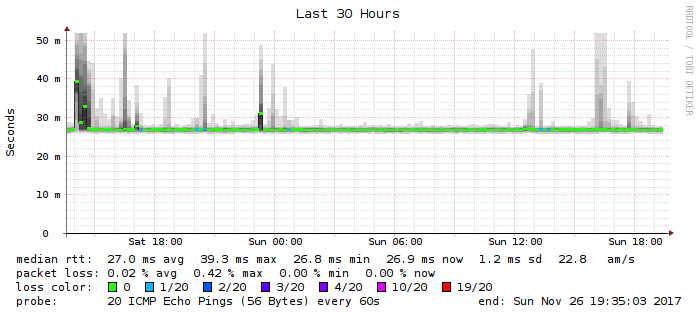 Last 30 Hours
RRDTOOL / TOBI OETIKER
Seconds
50 m
40 m
30 m
20 m
10 m
0
Sat 18:00 Sun 00:00 Sun 06:00 Sun 12:00 Sun 18:00
median rtt: 27.0 ms avg 39.3 ms max 26.8 ms min 26.9 ms now 1.2 ms sd 22.8 am/s
packet loss: 0.02 % avg 0.42 % max 0.00 % min 0.00 % now
loss color: 0 1/20 2/20 3/20 4/20 10/20 19/20
probe: 20 ICMP Echo Pings (56 Bytes) every 60s end: Sun Nov 26 19:35:03 2017